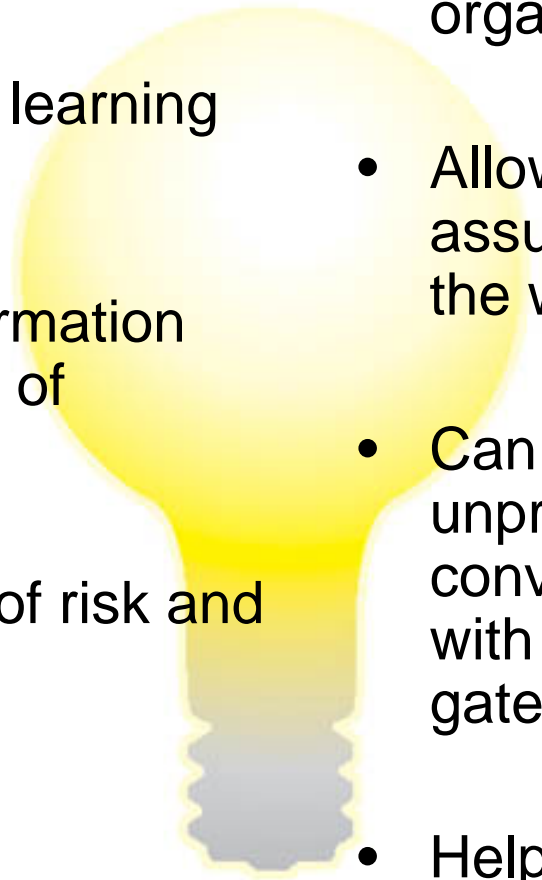 learning
rmation
of
of risk and
orga
• Allow
assu
the v
• Can
unpr
conv
with
gate
• Help